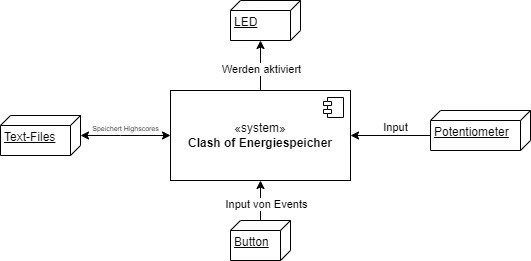 LED
Werden aktiviert
Text-Files
Speichert Highscores
«system»
Clash of Energiespeicher
Input
Potentiometer
Input von Events
Button